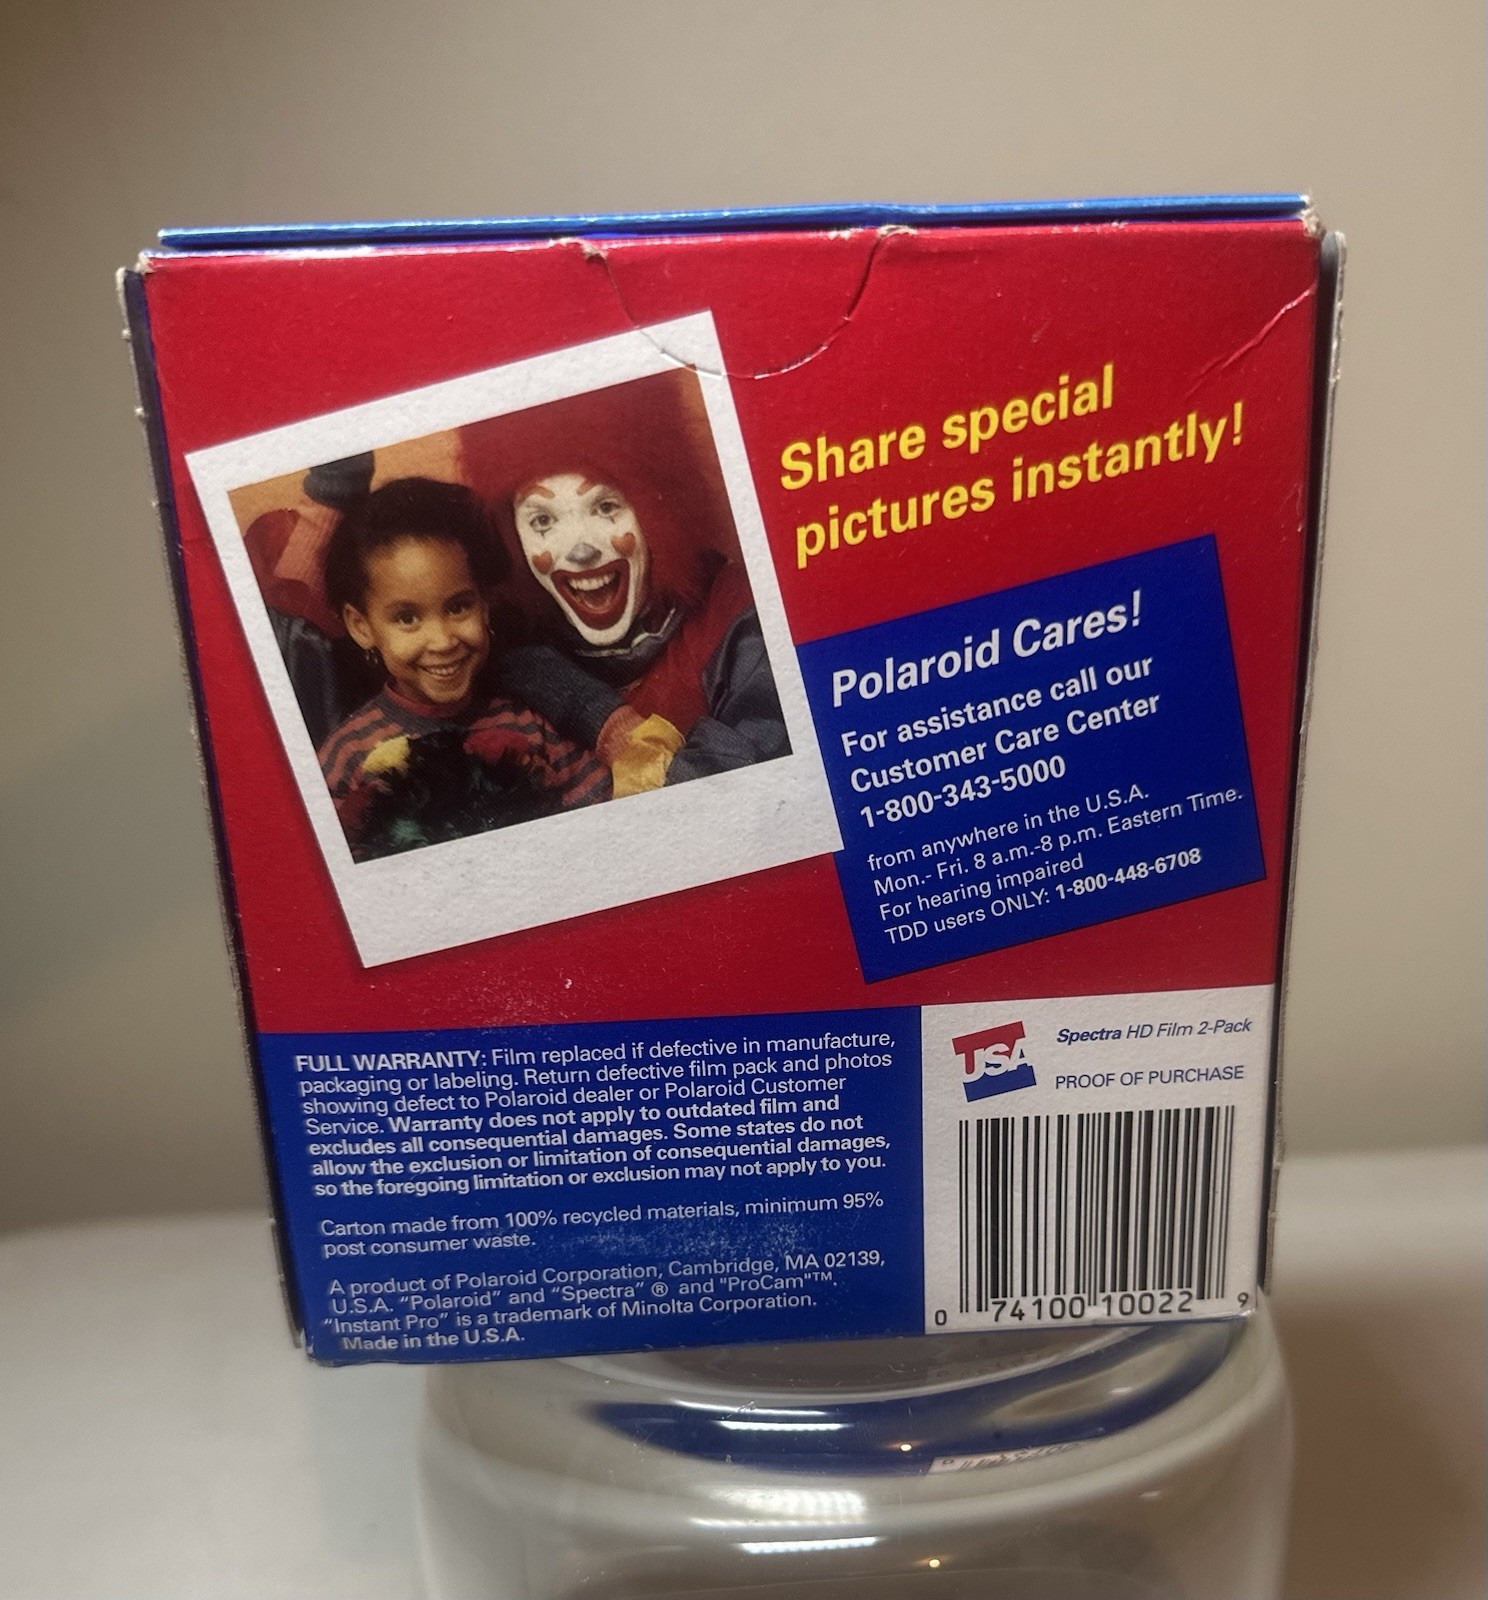 Share special
pictures instantly!
Polaroid Cares!
For assistance call our
Customer Care Center
1-800-343-5000
from anywhere in the U.S.A.
Mon.- Fri. 8 a.m.-8 p.m. Eastern Time.
For hearing impaired
TDD users ONLY: 1-800-448-6708
FULL WARRANTY: Film replaced if defective in manufacture,
packaging or labeling. Return defective film pack and photos
showing defect to Polaroid dealer or Polaroid Customer
Service. Warranty does not apply to outdated film and
excludes all consequential damages. Some states do not
allow the exclusion or limitation of consequential damages,
so the foregoing limitation or exclusion may not apply to you.
Carton made from 100% recycled materials, minimum 95%
post consumer waste.
A product of Polaroid Corporation, Cambridge, MA 02139,
U.S.A. “Polaroid” and “Spectra” ® and "ProCam"™.
“Instant Pro” is a trademark of Minolta Corporation.
Made in the U.S.A.
USA
Spectra HD Film 2-Pack
PROOF OF PURCHASE
0 74100 10022 9